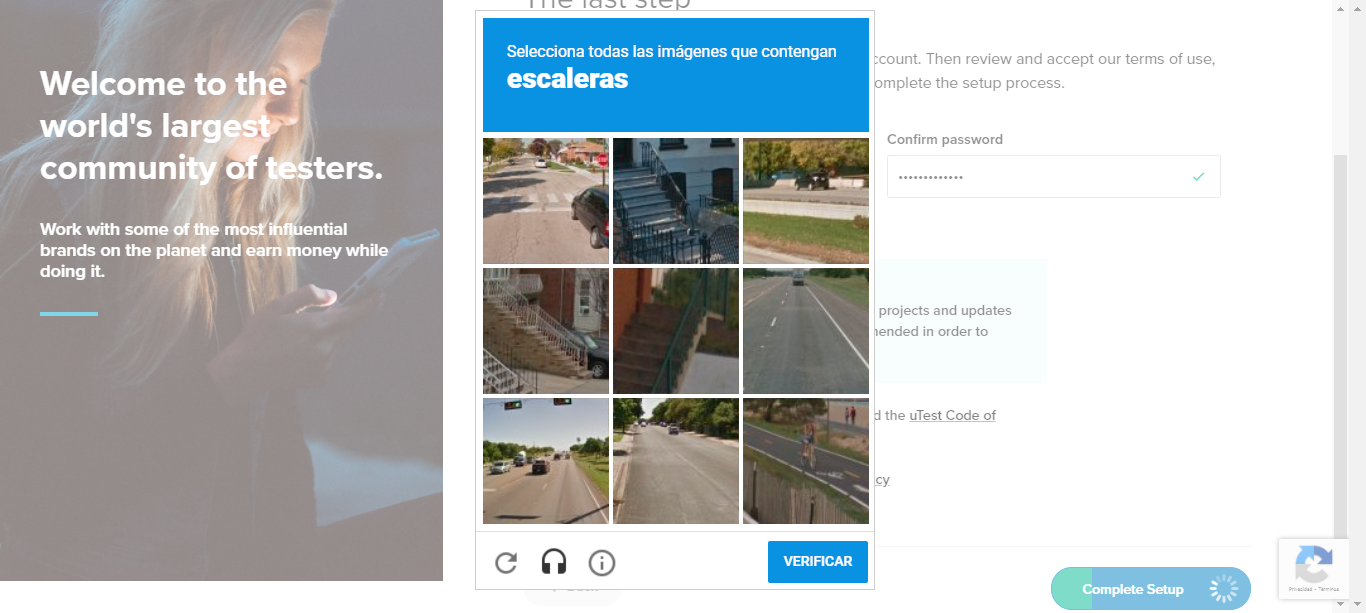 Welcome to the
world's largest
community of testers.
Work with some of the most influential
brands on the planet and earn money while
doing it.
The last step
Selecciona todas las imágenes que contengan
escaleras
VERIFICAR
ccount. Then review and accept our terms of use,
omplete the setup process.
Confirm password
•••••••••••••
projects and updates
nended in order to
d the uTest Code of
cy
Complete Setup
Privacidad - Términos